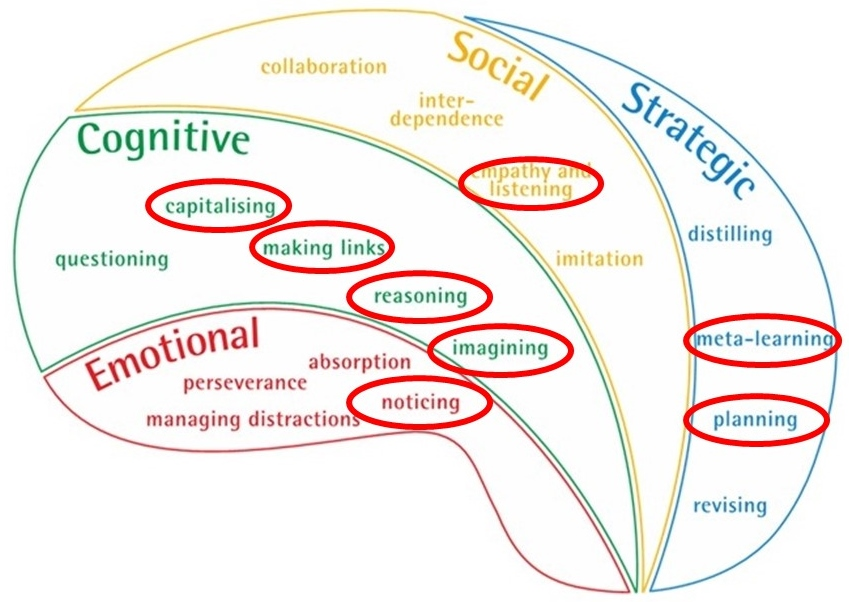 Social
collaboration
inter-
dependence
empathy and
listening
imitation
Strategic
distilling
meta-learning
planning
revising
Cognitive
capitalising
making links
questioning
reasoning
imagining
Emotional
absorption
perseverance
noticing
managing distractions